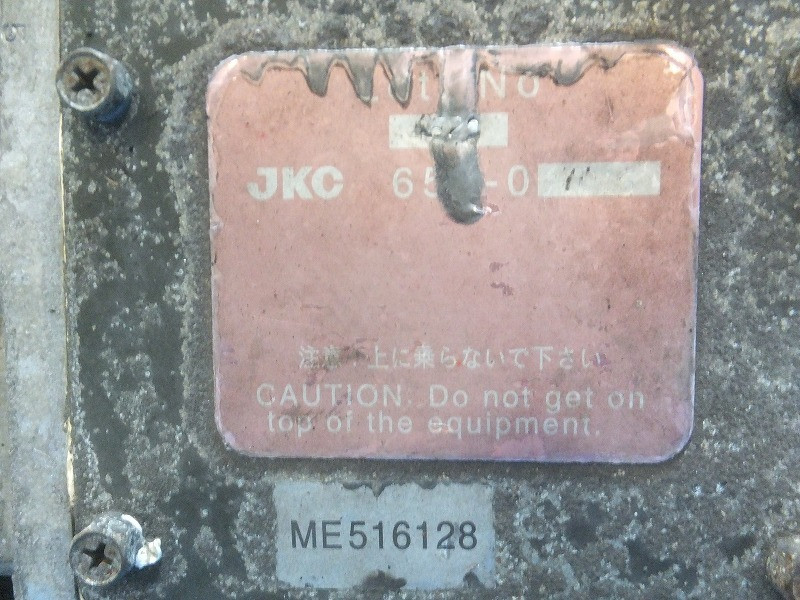 No
JKC
注意：上に乗らないで下さい
CAUTION. Do not get on
top of the equipment.
ME516128